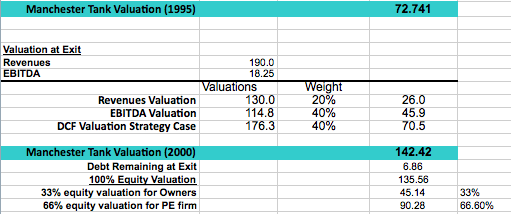 Manchester Tank Valuation (1995) 72.741
Valuation at Exit
Revenues 190.0
EBITDA 18.25
Valuations Weight
Revenues Valuation 130.0 20% 26.0
EBITDA Valuation 114.8 40% 45.9
DCF Valuation Strategy Case 176.3 40% 70.5
Manchester Tank Valuation (2000) 142.42
Debt Remaining at Exit 6.86
100% Equity Valuation 135.56
33% equity valuation for Owners 45.14 33%
66% equity valuation for PE firm 90.28 66.60%